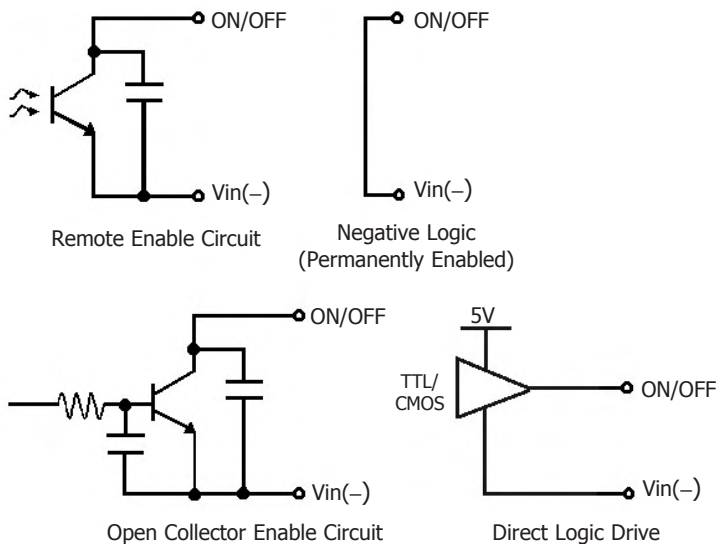 ON/OFF
Vin(−)
Remote Enable Circuit
ON/OFF
Vin(−)
Negative Logic
(Permanently Enabled)
ON/OFF
Vin(−)
Open Collector Enable Circuit
5V
TTL/
CMOS
ON/OFF
Vin(−)
Direct Logic Drive